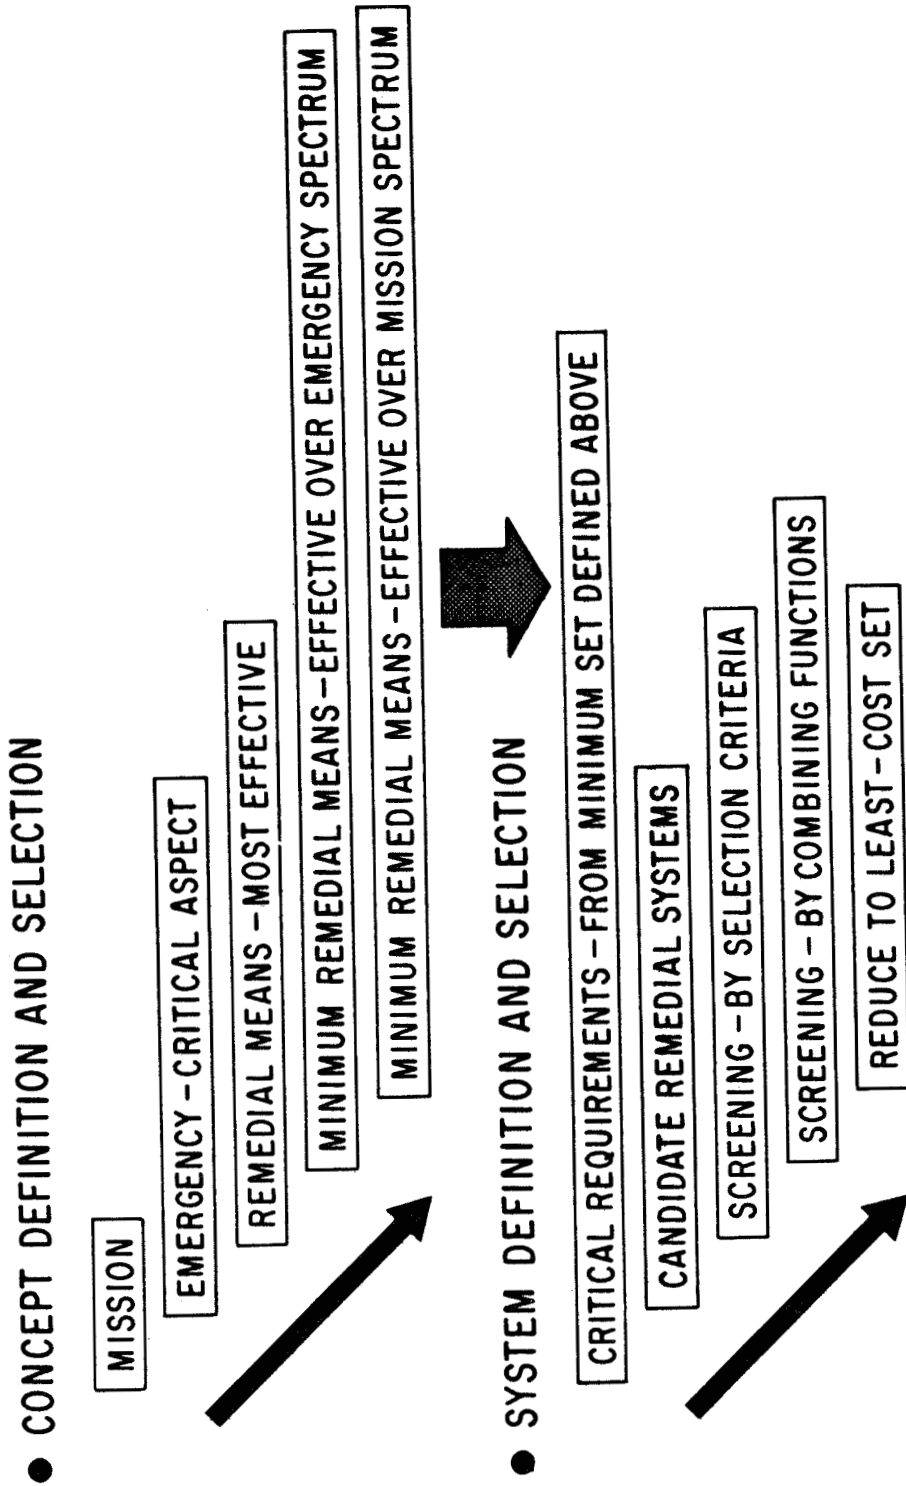 ● CONCEPT DEFINITION AND SELECTION
MISSION
EMERGENCY-CRITICAL ASPECT
REMEDIAL MEANS-MOST EFFECTIVE
MINIMUM REMEDIAL MEANS-EFFECTIVE OVER EMERGENCY SPECTRUM
MINIMUM REMEDIAL MEANS-EFFECTIVE OVER MISSION SPECTRUM
● SYSTEM DEFINITION AND SELECTION
CRITICAL REQUIREMENTS-FROM MINIMUM SET DEFINED ABOVE
CANDIDATE REMEDIAL SYSTEMS
SCREENING-BY SELECTION CRITERIA
SCREENING-BY COMBINING FUNCTIONS
REDUCE TO LEAST-COST SET